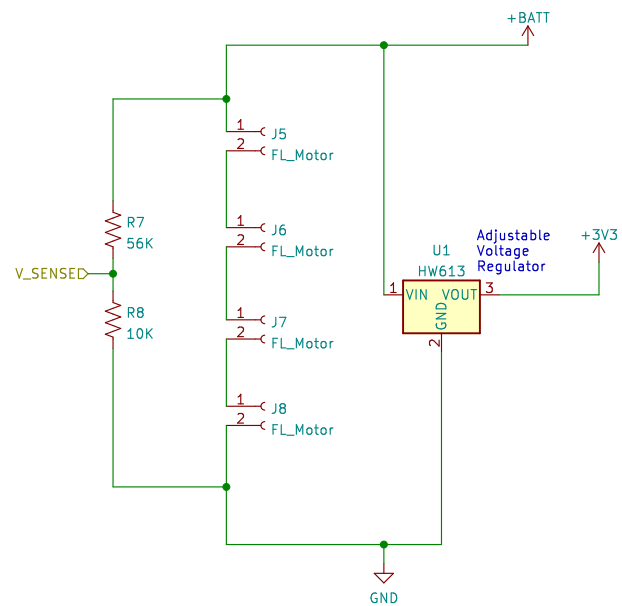 +BATT
1
J5
2
FL_Motor
R7
56K
1
J6
2
FL_Motor
Adjustable
Voltage
Regulator
+3V3
U1
HW613
V_SENSE
1
VIN
VOUT
3
GND
2
R8
10K
1
J7
2
FL_Motor
1
J8
2
FL_Motor
GND